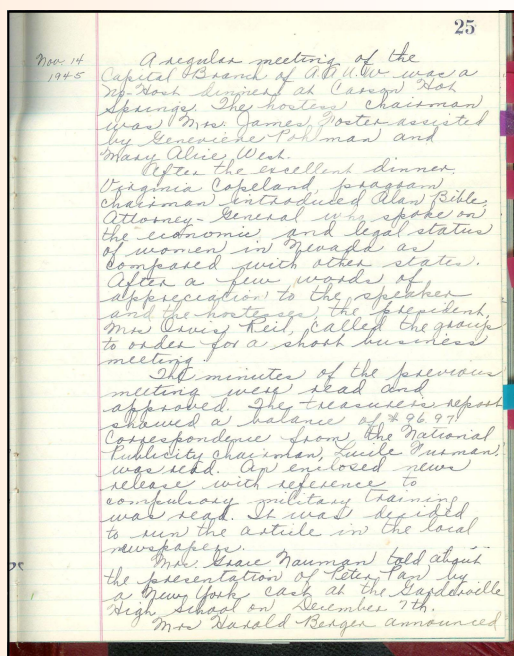 25
Nov. 14
1945
A regular meeting of the
Capital Branch of A A U W was a
No-Host dinner at Carson Hot
Springs. The hostess chairman
was Mrs. James Foster assisted
by Genevieve Pohlman and
Mary Alice West.
After the excellent dinner,
Virginia Copeland, program
chairman introduced Alan Bible,
Attorney-General who spoke on
the economic and legal status
of women in Nevada as
compared with other states.
After a few words of
appreciation to the speaker
and the hostesses, the president,
Mrs Orvis Reil, called the group
to order for a short business
meeting.
The minutes of the previous
meeting were read and
approved. The treasurers report
showed a balance of $96.97.
Correspondence from the National
Publicity Chairman, Lucile Furman,
was read. An enclosed news
release with reference to
compulsory military training
was read. It was decided
to run the article in the local
newspapers.
Mrs. Grace Nauman told about
the presentation of Peter Pan by
a New York cast at the Gardnerville
High School on December 7th.
Mrs Harold Berger announced